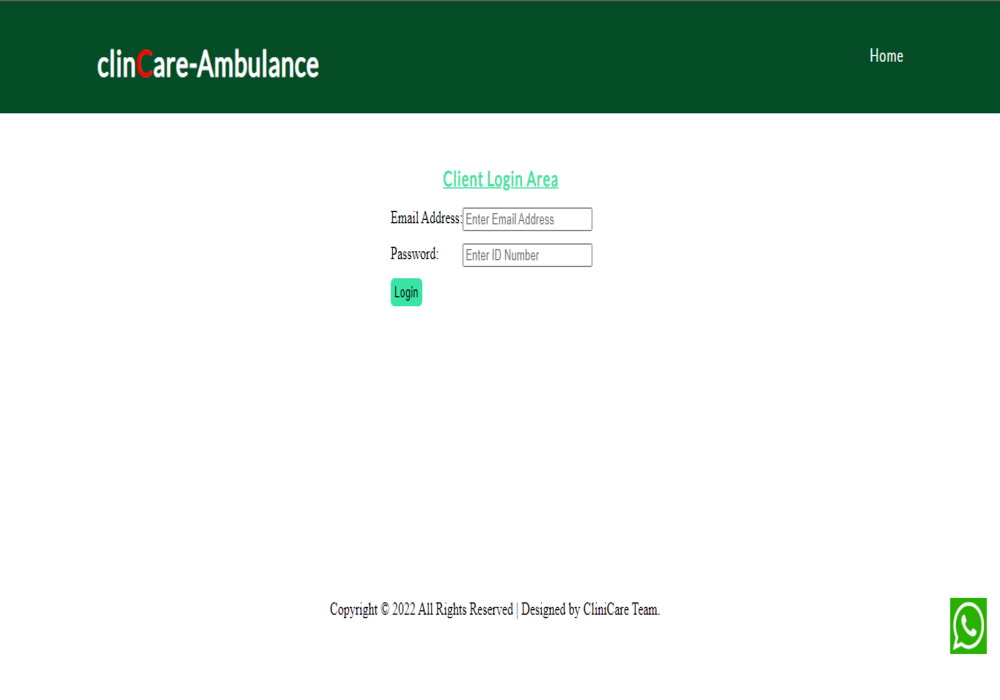 clinCare-Ambulance
Home
Client Login Area
Email Address: Enter Email Address
Password: Enter ID Number
Login
Copyright © 2022 All Rights Reserved | Designed by CliniCare Team.